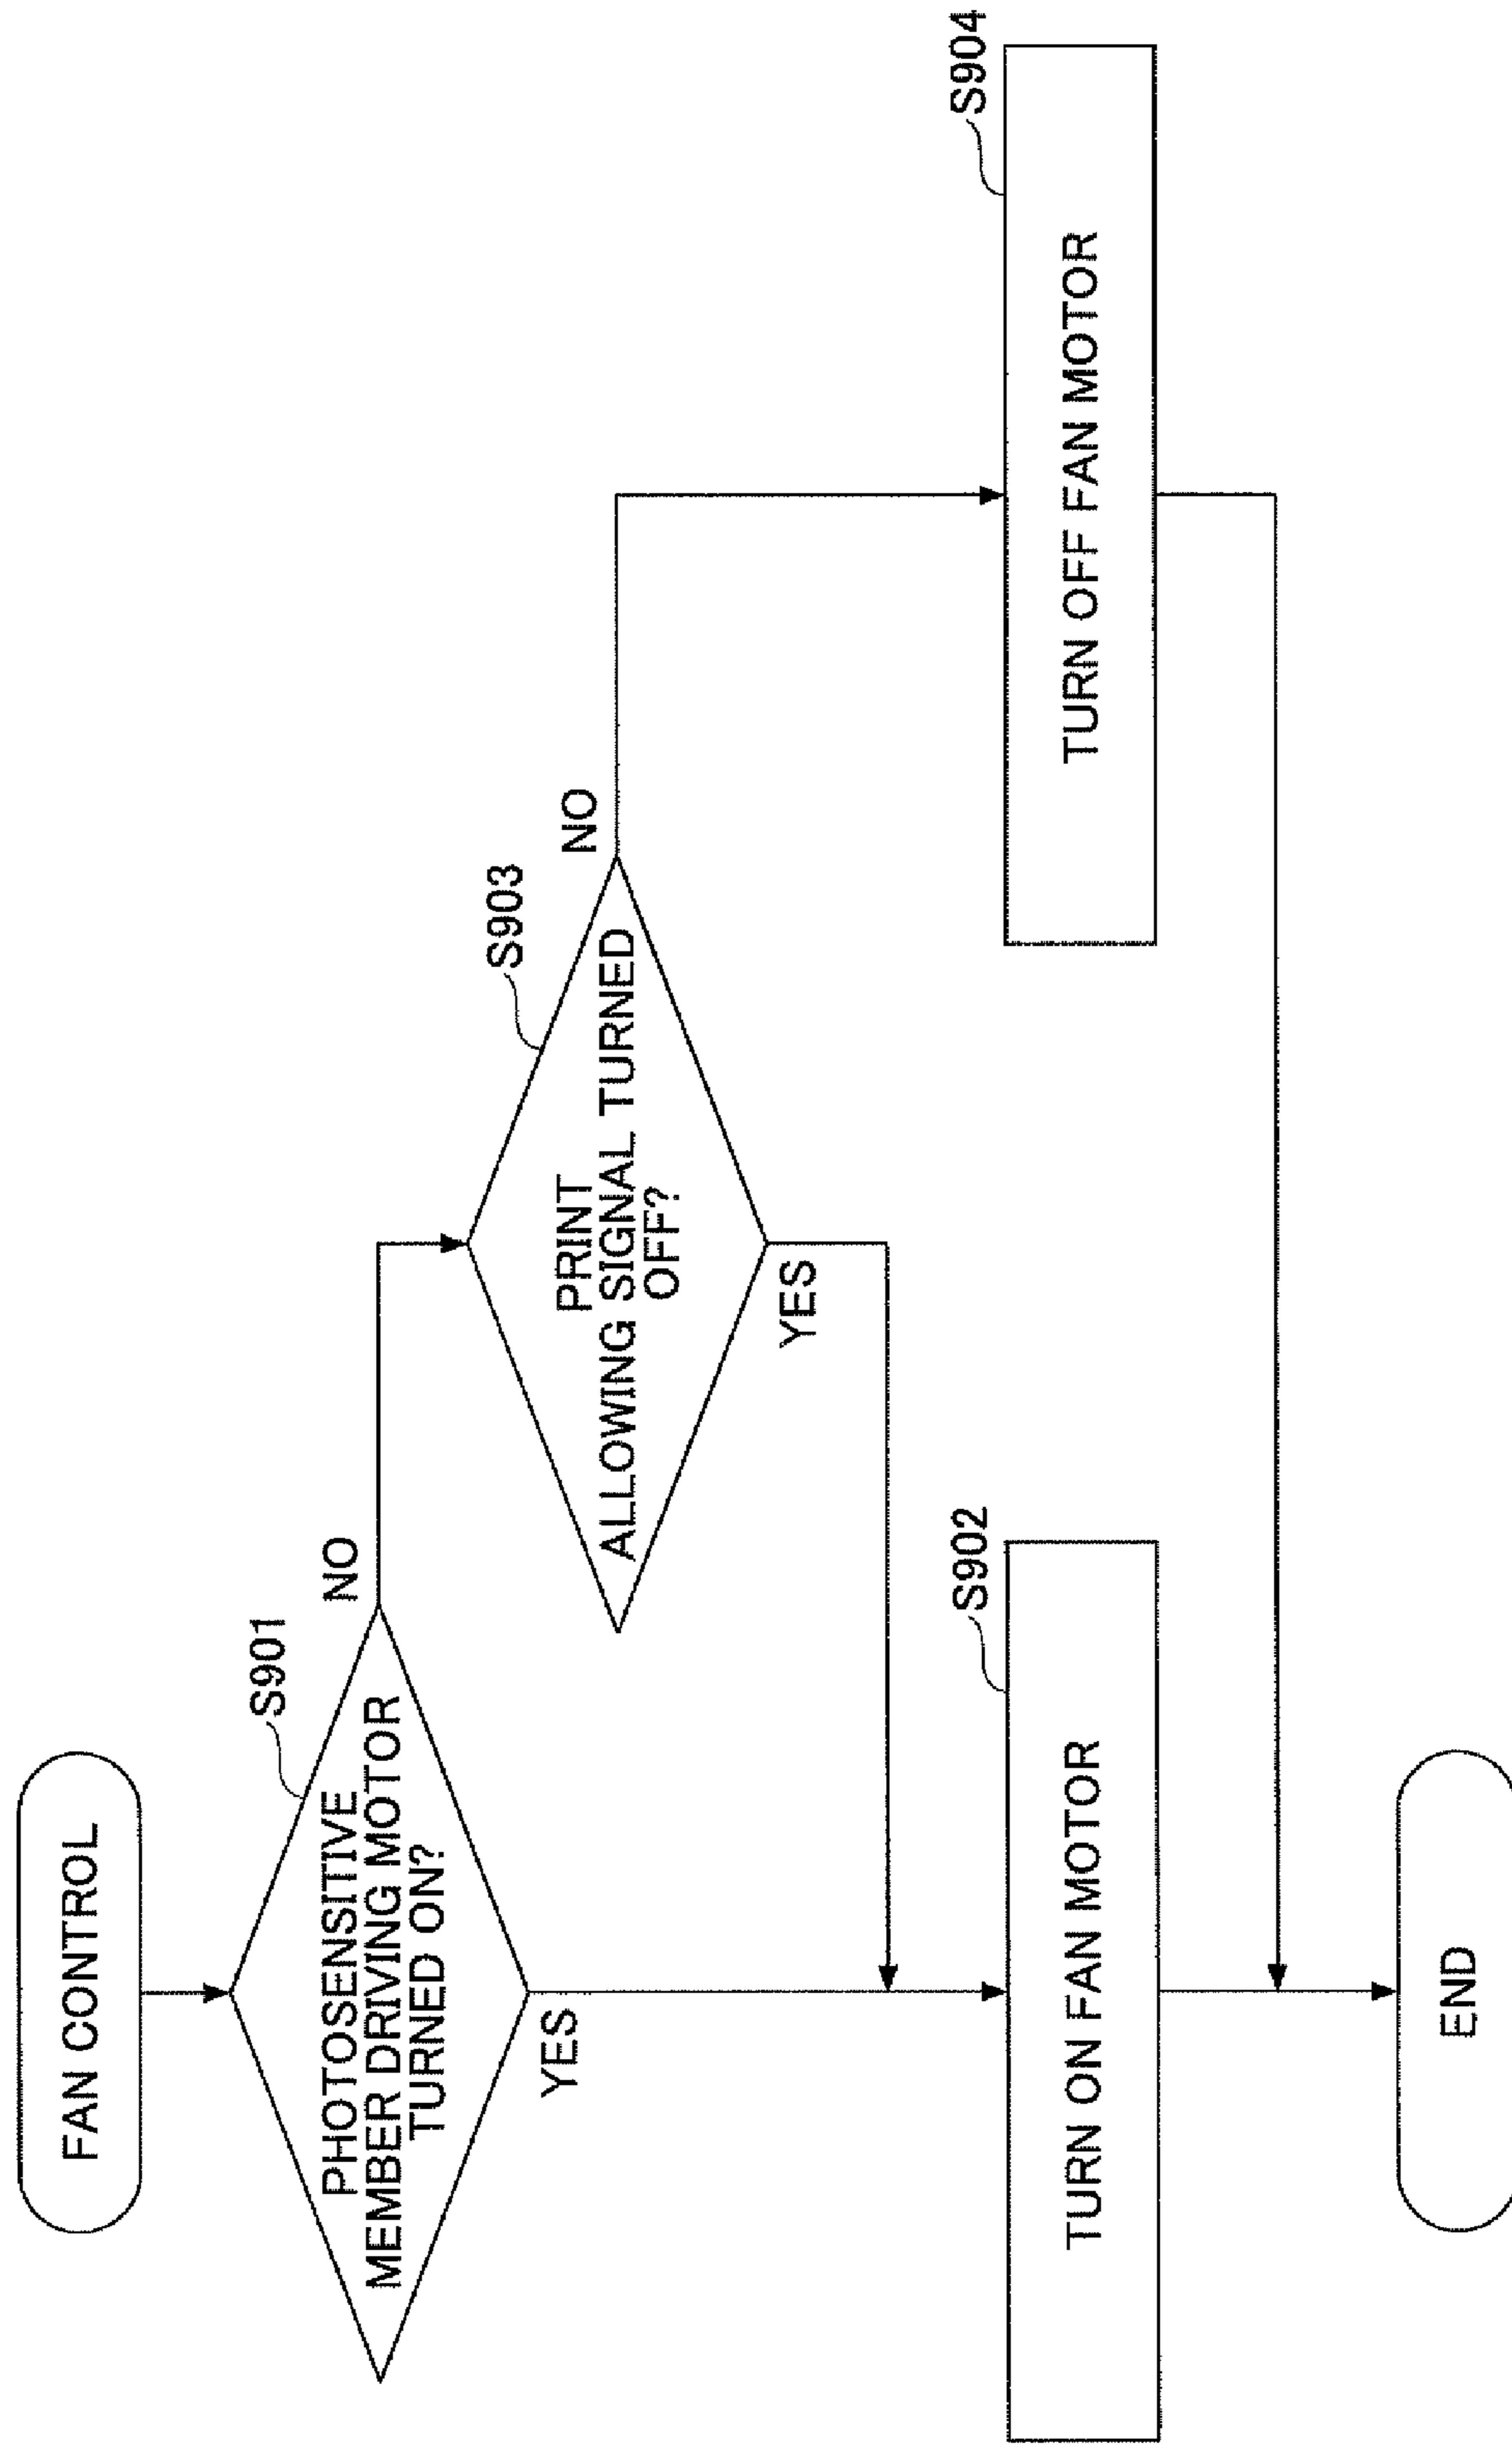 FAN CONTROL
S901
PHOTOSENSITIVE
MEMBER DRIVING MOTOR
TURNED ON?
NO
YES
S903
PRINT
ALLOWING SIGNAL TURNED
OFF?
NO
YES
S902
TURN ON FAN MOTOR
S904
TURN OFF FAN MOTOR
END